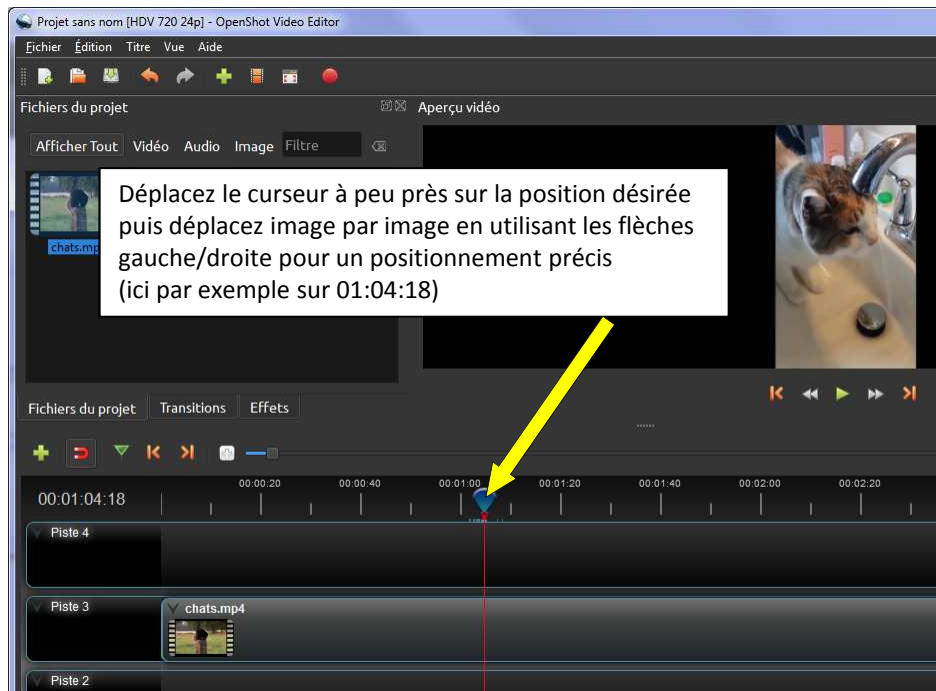 Projet sans nom [HDV 720 24p] - OpenShot Video Editor
Fichier Édition Titre Vue Aide
Fichiers du projet
Aperçu vidéo
Afficher Tout Vidéo Audio Image Filtre
Déplacez le curseur à peu près sur la position désirée
puis déplacez image par image en utilisant les flèches
gauche/droite pour un positionnement précis
(ici par exemple sur 01:04:18)
chats.mp
Fichiers du projet Transitions Effets
00:01:04:18
00:00:20 00:00:40 00:01:00 00:01:20 00:01:40 00:02:00 00:02:20
Piste 4
Piste 3
chats.mp4
Piste 2